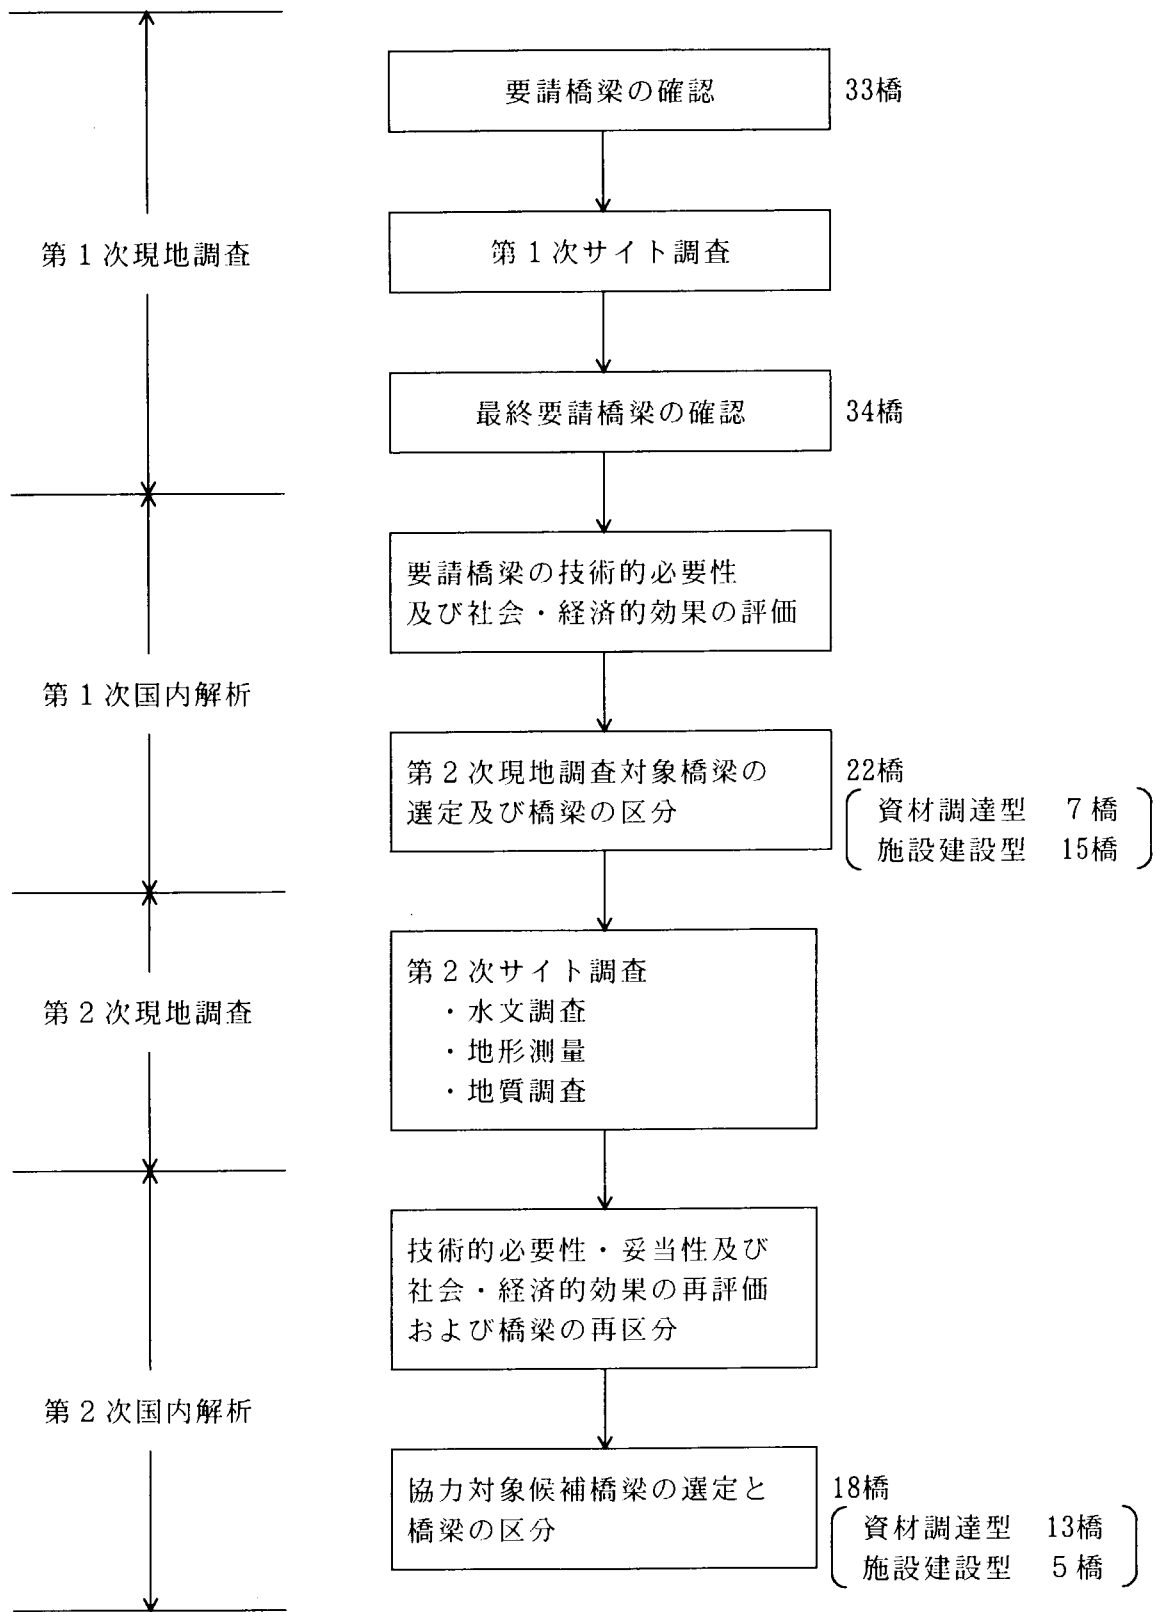 要請橋梁の確認
33橋
第1次サイト調査
第1次現地調査
最終要請橋梁の確認
34橋
要請橋梁の技術的必要性
及び社会・経済的効果の評価
第1次国内解析
第2次現地調査対象橋梁の
選定及び橋梁の区分
22橋
資材調達型 7橋
施設建設型 15橋
第2次サイト調査
・水文調査
・地形測量
・地質調査
第2次現地調査
技術的必要性・妥当性及び
社会・経済的効果の再評価
および橋梁の再区分
第2次国内解析
協力対象候補橋梁の選定と
橋梁の区分
18橋
資材調達型 13橋
施設建設型 5橋